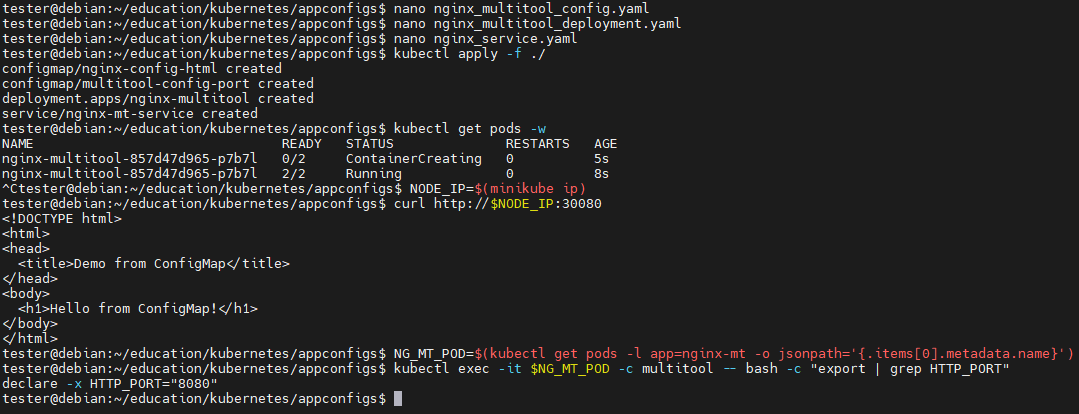 tester@debian:~/education/kubernetes/appconfigs$ nano nginx_multitool_config.yaml
tester@debian:~/education/kubernetes/appconfigs$ nano nginx_multitool_deployment.yaml
tester@debian:~/education/kubernetes/appconfigs$ nano nginx_service.yaml
tester@debian:~/education/kubernetes/appconfigs$ kubectl apply -f ./
configmap/nginx-config-html created
configmap/multitool-config-port created
deployment.apps/nginx-multitool created
service/nginx-mt-service created
tester@debian:~/education/kubernetes/appconfigs$ kubectl get pods -w
NAME                               READY   STATUS              RESTARTS   AGE
nginx-multitool-857d47d965-p7b7l   0/2     ContainerCreating   0          5s
nginx-multitool-857d47d965-p7b7l   2/2     Running             0          8s
^Ctester@debian:~/education/kubernetes/appconfigs$ NODE_IP=$(minikube ip)
tester@debian:~/education/kubernetes/appconfigs$ curl http://$NODE_IP:30080
<!DOCTYPE html>
<html>
<head>
  <title>Demo from ConfigMap</title>
</head>
<body>
  <h1>Hello from ConfigMap!</h1>
</body>
</html>
tester@debian:~/education/kubernetes/appconfigs$ NG_MT_POD=$(kubectl get pods -l app=nginx-mt -o jsonpath='{.items[0].metadata.name}')
tester@debian:~/education/kubernetes/appconfigs$ kubectl exec -it $NG_MT_POD -c multitool -- bash -c "export | grep HTTP_PORT"
declare -x HTTP_PORT="8080"
tester@debian:~/education/kubernetes/appconfigs$